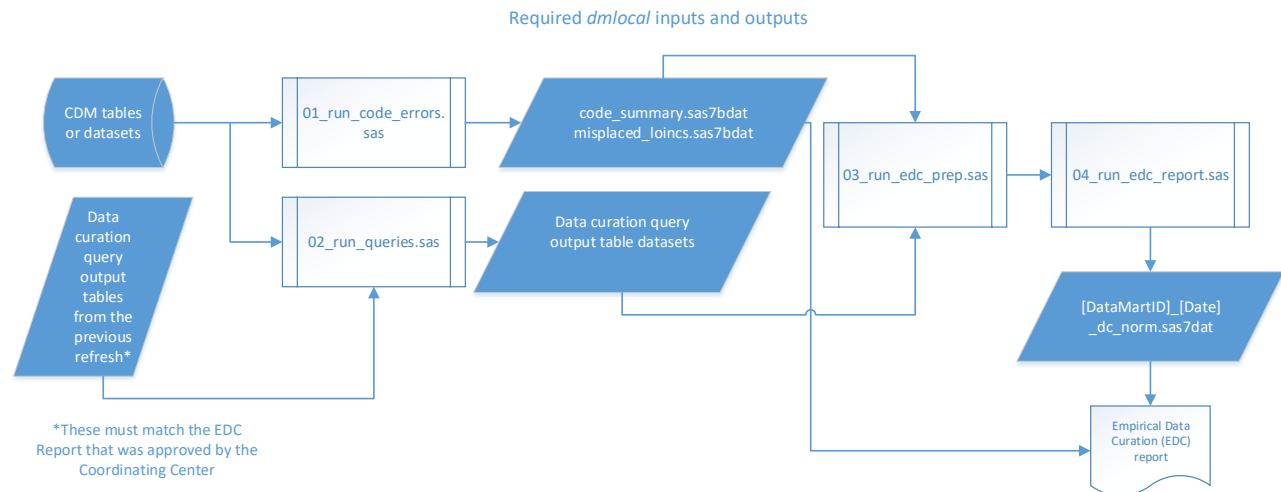 Required dmlocal inputs and outputs
CDM tables
or datasets
01_run_code_errors.
sas
code_summary.sas7bdat
misplaced_loincs.sas7bdat
03_run_edc_prep.sas
04_run_edc_report.sas
Data
curation
query
output
tables
from the
previous
refresh*
02_run_queries.sas
Data curation query
output table datasets
[DataMartID]_[Date]
_dc_norm.sas7dat
*These must match the EDC
Report that was approved by the
Coordinating Center
Empirical Data
Curation (EDC)
report